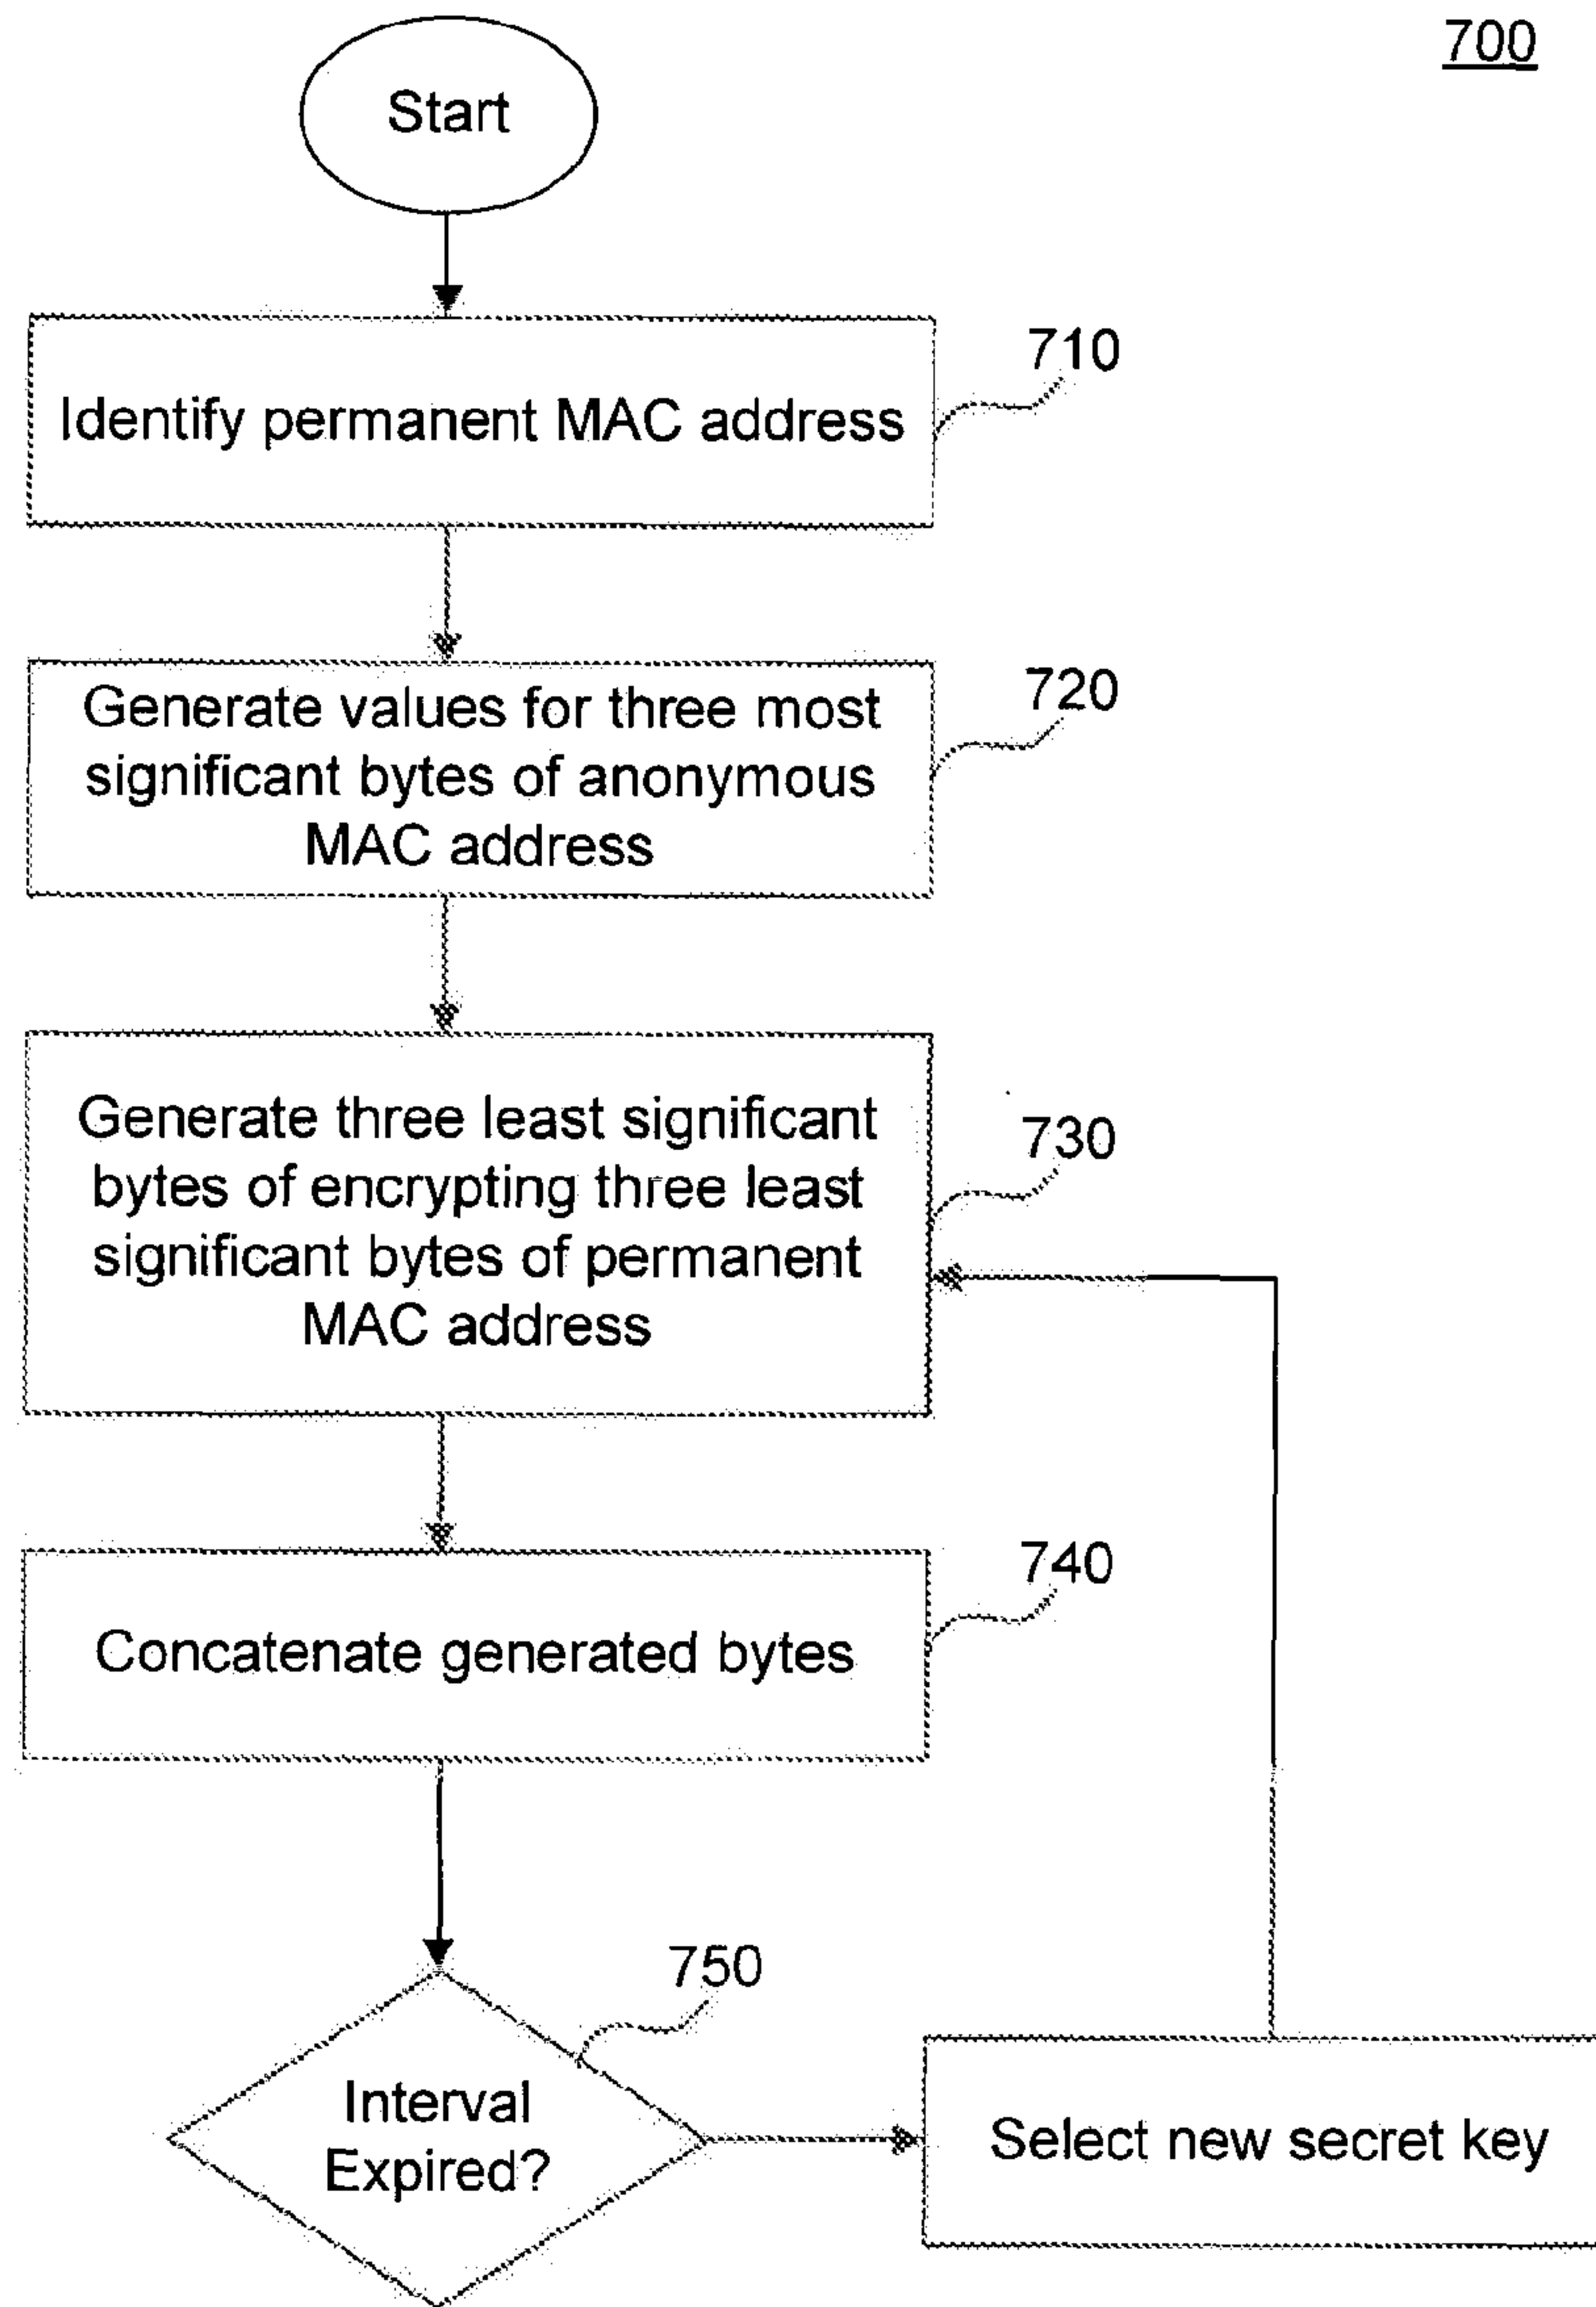 700
Start
710
Identify permanent MAC address
720
Generate values for three most
significant bytes of anonymous
MAC address
730
Generate three least significant
bytes of encrypting three least
significant bytes of permanent
MAC address
740
Concatenate generated bytes
750
Interval
Expired?
Select new secret key